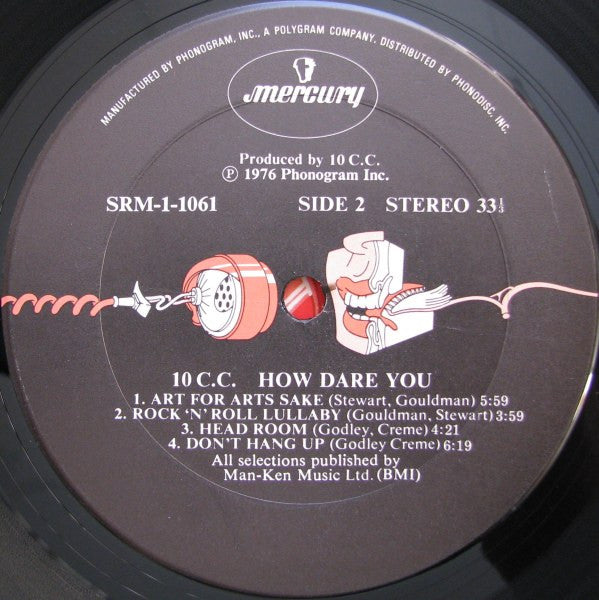 MANUFACTURED BY PHONOGRAM, INC., A POLYGRAM COMPANY, DISTRIBUTED BY PHONODISC, INC.
mercury
Produced by 10 C.C.
Ⓟ 1976 Phonogram Inc.
SRM-1-1061 SIDE 2 STEREO 33⅓
10 C.C. HOW DARE YOU
1. ART FOR ARTS SAKE (Stewart, Gouldman) 5:59
2. ROCK 'N' ROLL LULLABY (Gouldman, Stewart) 3:59
3. HEAD ROOM (Godley, Creme) 4:21
4. DON'T HANG UP (Godley Creme) 6:19
All selections published by
Man-Ken Music Ltd. (BMI)